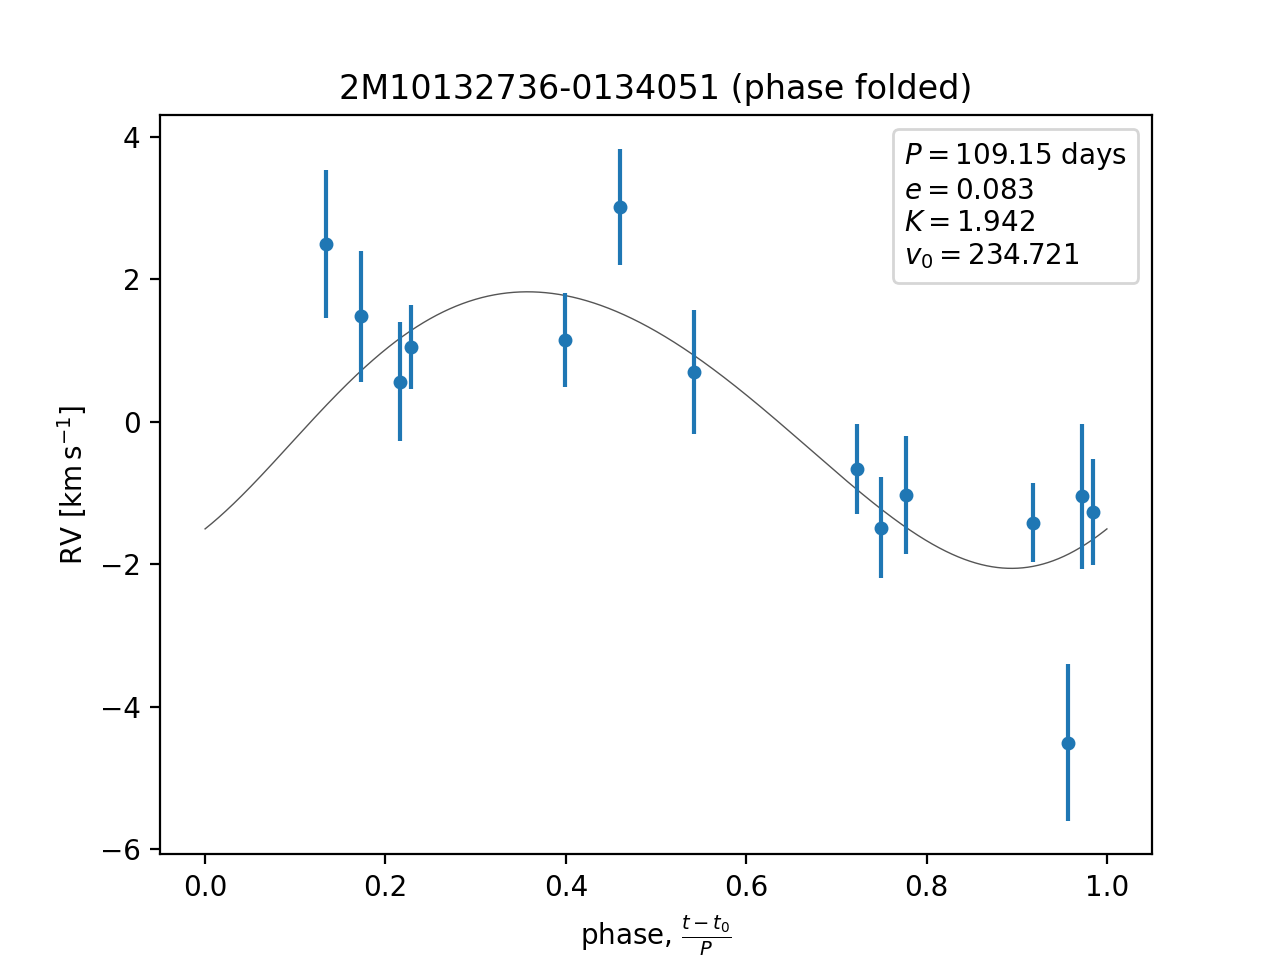 2M10132736-0134051 (phase folded)
P = 109.15 days
e = 0.083
K = 1.942
v₀ = 234.721
4
2
0
−2
−4
−6
RV [km s⁻¹]
0.0 0.2 0.4 0.6 0.8 1.0
phase, (t − t₀)/P